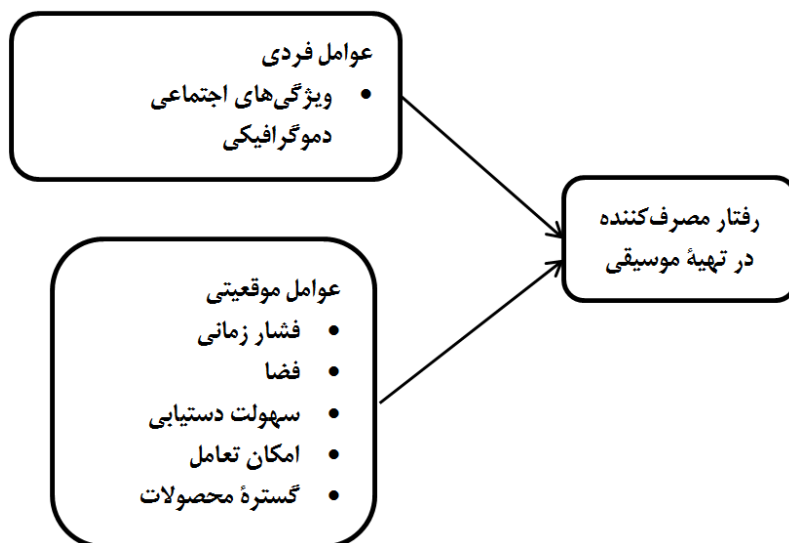 عوامل فردی
• ویژگی‌های اجتماعی
دموگرافیکی
رفتار مصرف‌کننده
در تهیهٔ موسیقی
عوامل موقعیتی
• فشار زمانی
• فضا
• سهولت دستیابی
• امکان تعامل
• گسترهٔ محصولات